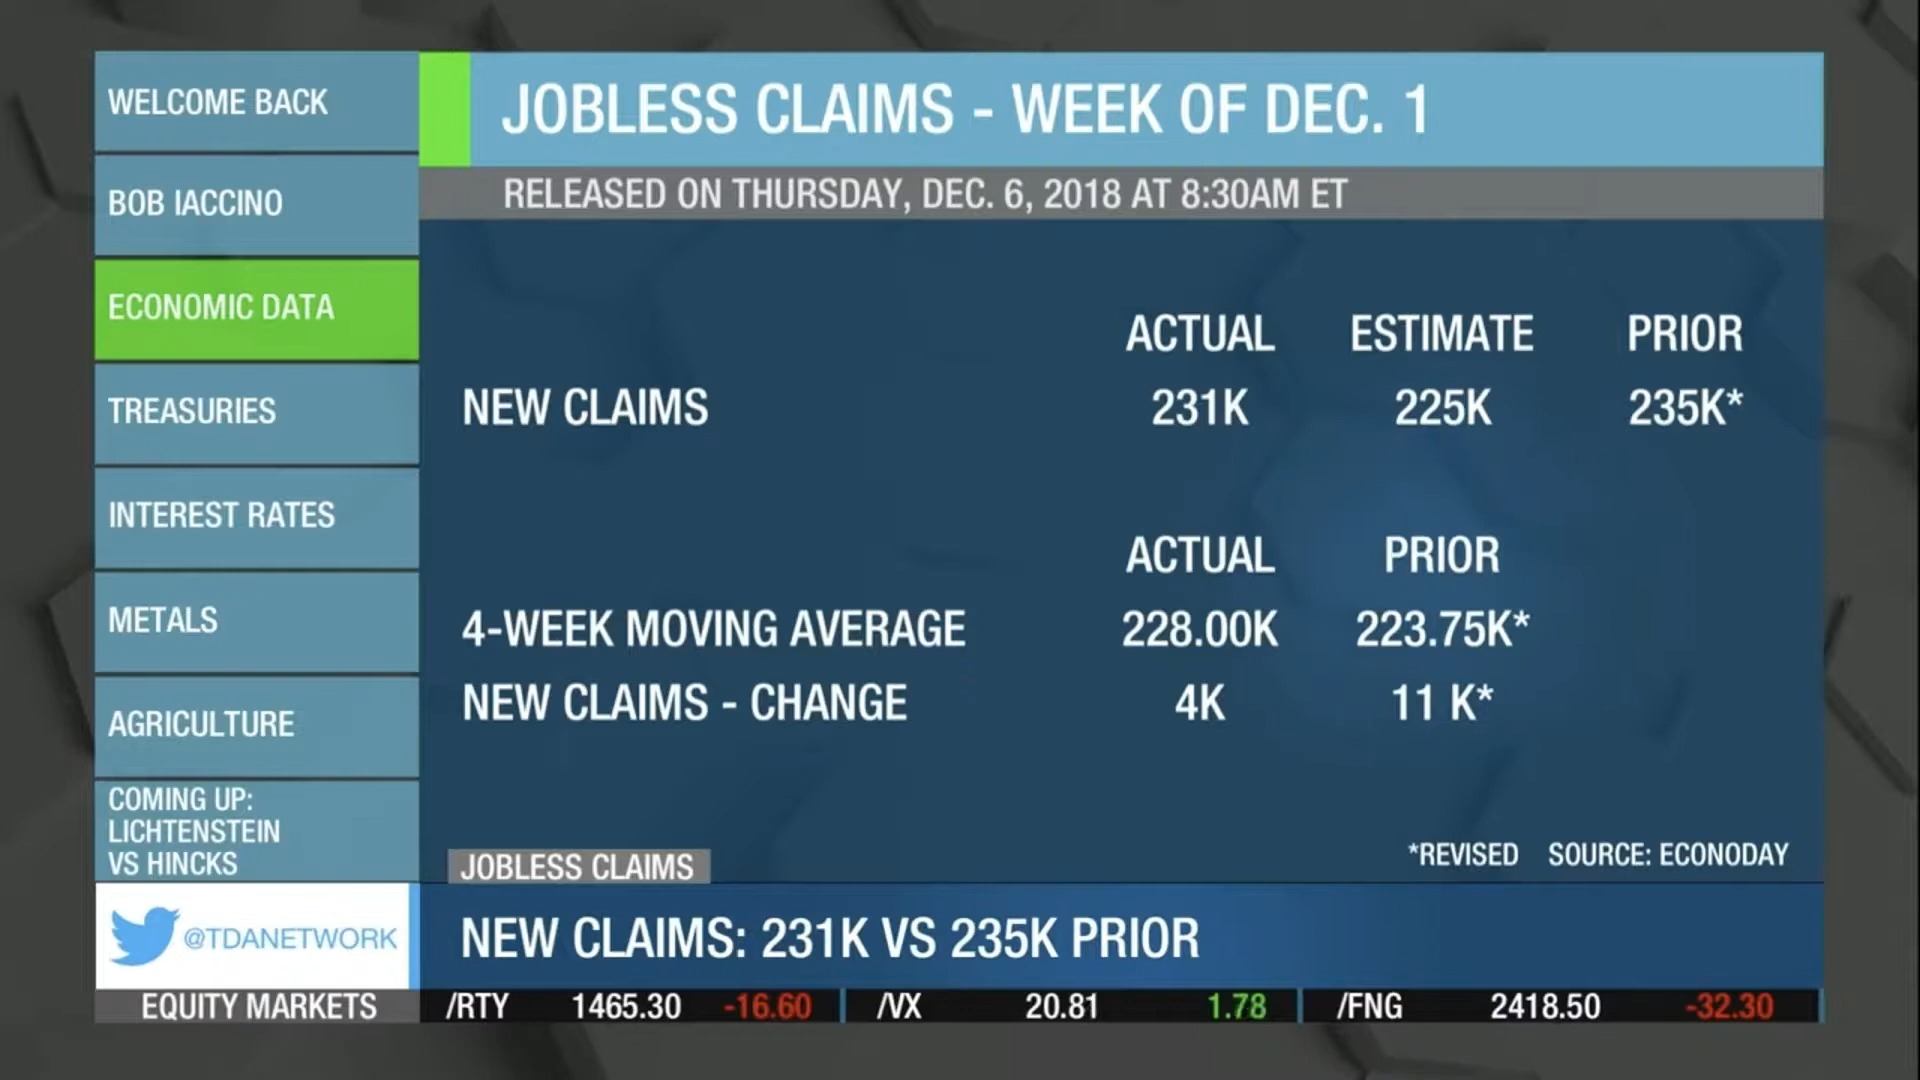 WELCOME BACK
BOB IACCINO
ECONOMIC DATA
TREASURIES
INTEREST RATES
METALS
AGRICULTURE
COMING UP:
LICHTENSTEIN
VS HINCKS
@TDANETWORK
JOBLESS CLAIMS - WEEK OF DEC. 1
RELEASED ON THURSDAY, DEC. 6, 2018 AT 8:30AM ET
ACTUAL ESTIMATE PRIOR
NEW CLAIMS 231K 225K 235K*
ACTUAL PRIOR
4-WEEK MOVING AVERAGE 228.00K 223.75K*
NEW CLAIMS - CHANGE 4K 11 K*
*REVISED SOURCE: ECONODAY
JOBLESS CLAIMS
NEW CLAIMS: 231K VS 235K PRIOR
EQUITY MARKETS /RTY 1465.30 -16.60 /VX 20.81 1.78 /FNG 2418.50 -32.30